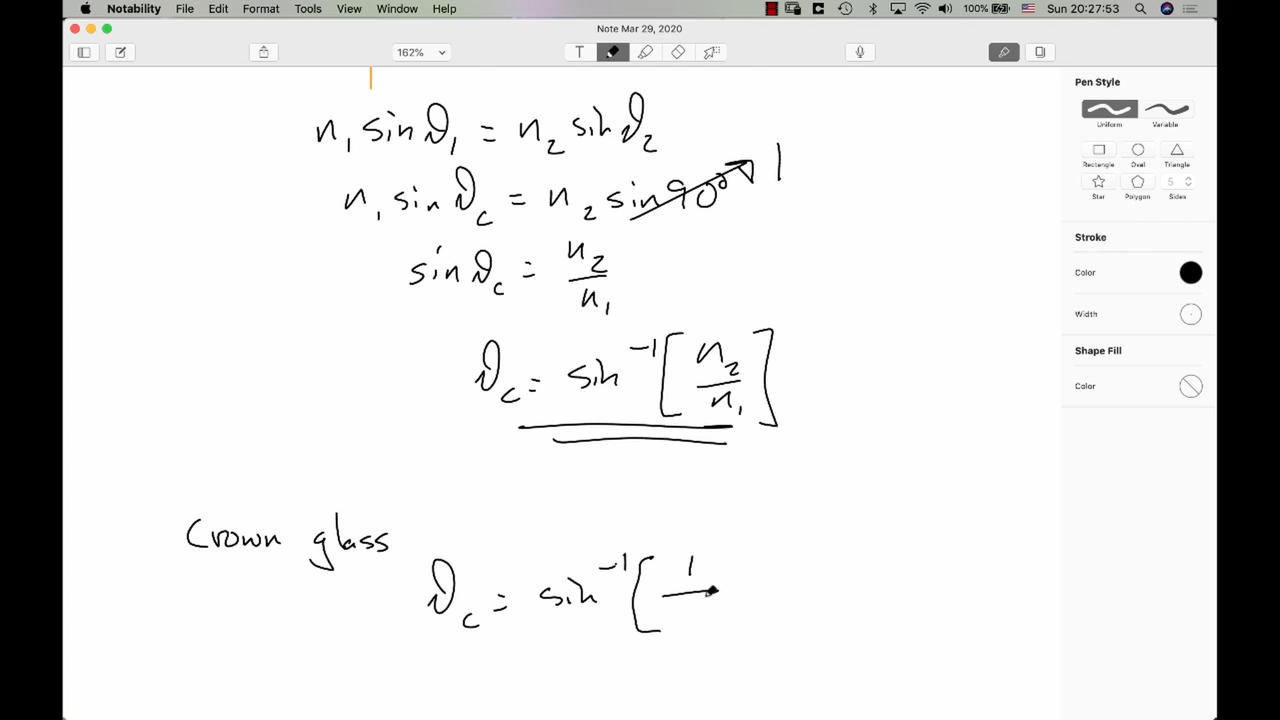 Notability File Edit Format Tools View Window Help 100% Sun 20:27:53
Note Mar 29, 2020
162% T
Pen Style
Uniform Variable
Rectangle Oval Triangle
5
Star Polygon Sides
Stroke
Color
Width
Shape Fill
Color
n₁ sin ϑ₁ = n₂ sin ϑ₂
n₁ sin ϑc = n₂ sin 90° 1
sin ϑc = n₂/n₁
ϑc = sin⁻¹ [n₂/n₁]
Crown glass
ϑc = sin⁻¹ [1/